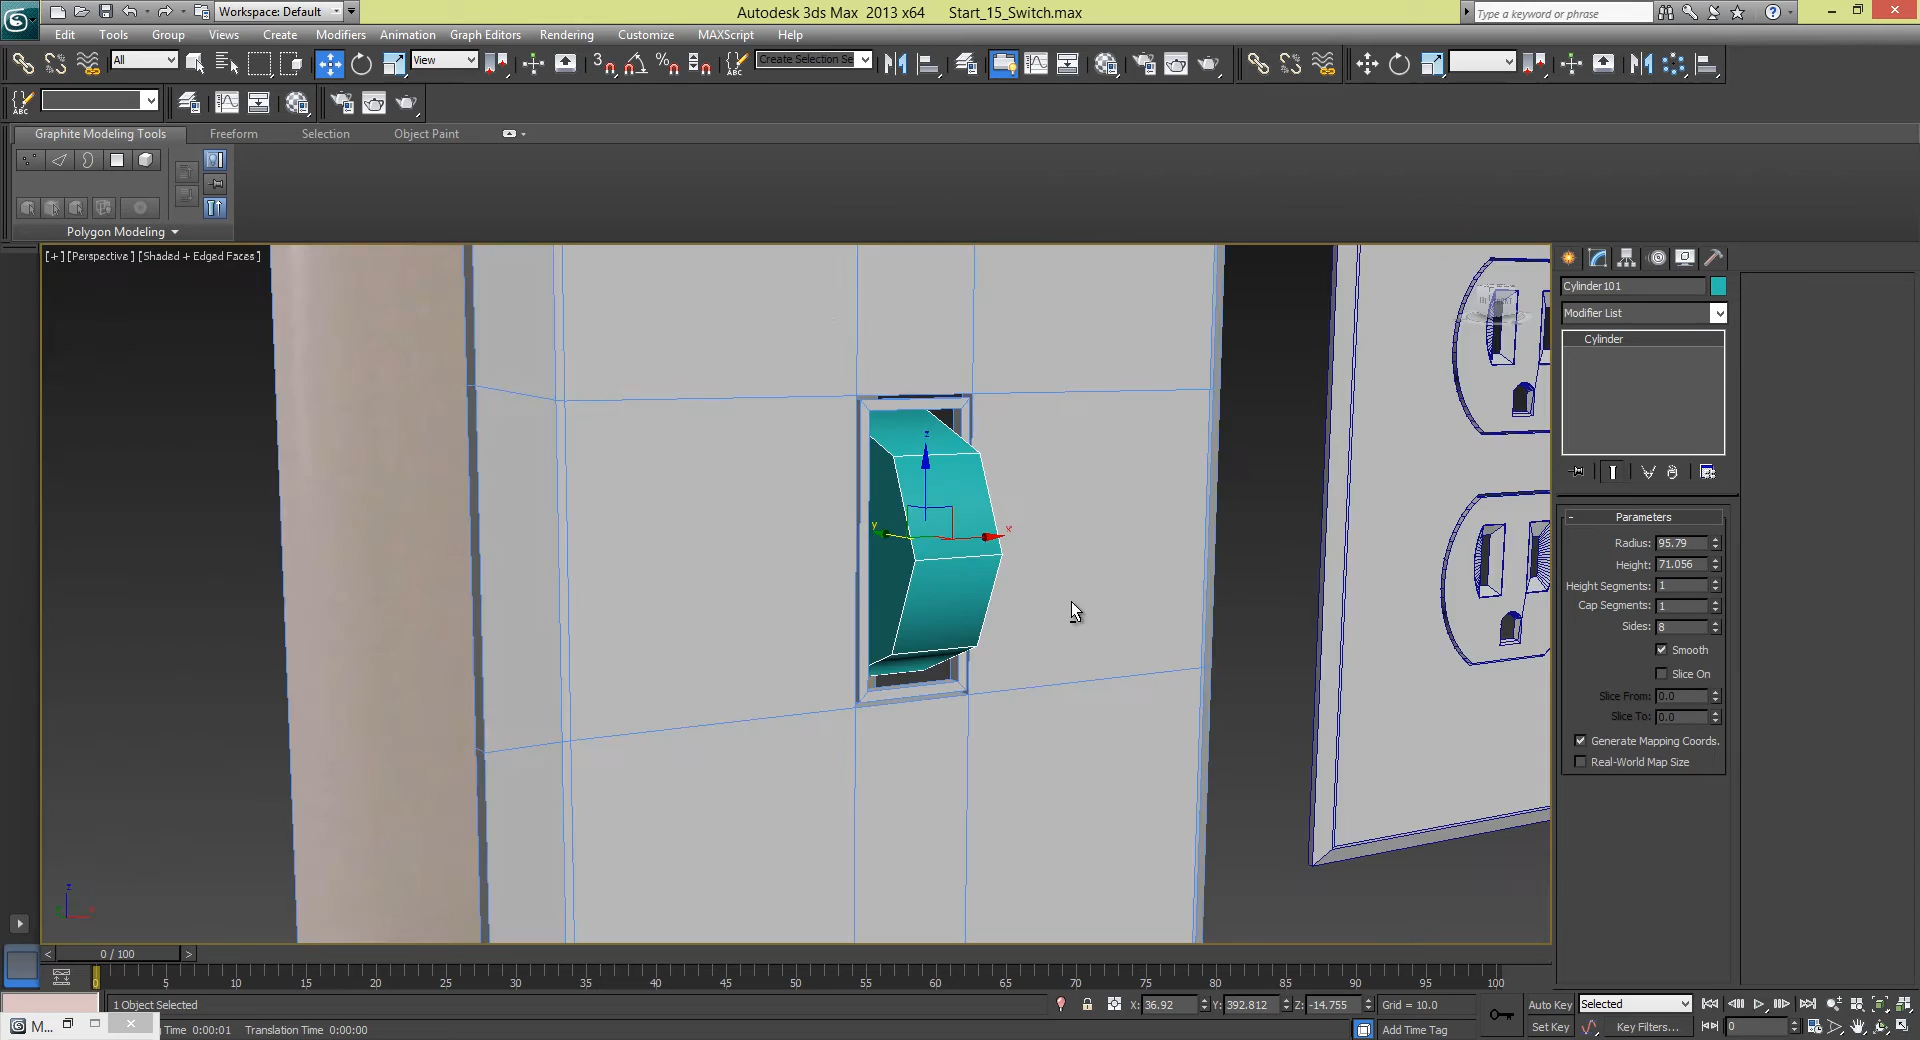 Workspace: Default
Autodesk 3ds Max 2013 x64 Start_15_Switch.max
Type a keyword or phrase
Edit Tools Group Views Create Modifiers Animation Graph Editors Rendering Customize MAXScript Help
All
View
Create Selection Se
ABC
Graphite Modeling Tools Freeform Selection Object Paint
Polygon Modeling
[+][Perspective][Shaded + Edged Faces]
Cylinder101
Modifier List
Cylinder
z
y
x
Parameters
Radius: 95.79
Height: 71.056
Height Segments: 1
Cap Segments: 1
Sides: 8
Smooth
Slice On
Slice From: 0.0
Slice To: 0.0
Generate Mapping Coords.
Real-World Map Size
z
0 / 100
5 10 15 20 25 30 35 40 45 50 55 60 65 70 75 80 85 90 95 100
1 Object Selected
X: 36.92 Y: 392.812 Z: -14.755 Grid = 10.0
Auto Key Selected
M... ng Time 0:00:01 Translation Time 0:00:00
Add Time Tag
Set Key Key Filters... 0